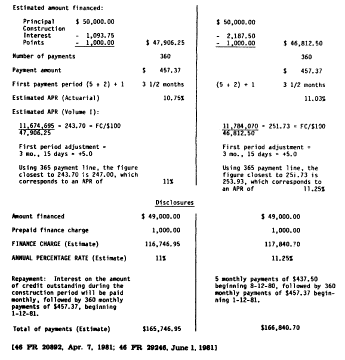 Estimated amount financed:
Principal $ 50,000.00 $ 50,000.00
Construction
Interest - 1,093.75 - 2,187.50
Points - 1,000.00 $ 47,906.25 - 1,000.00 $ 46,812.50
Number of payments 360 360
Payment amount $ 457.37 $ 457.37
First payment period (5 ÷ 2) + 1 3 1/2 months (5 ÷ 2) + 1 3 1/2 months
Estimated APR (Actuarial) 10.75% 11.03%
Estimated APR (Volume I):
11,674,695 ÷ 243.70 = FC/$100 11,784,070 ÷ 251.73 = FC/$100
47,906.25 46,812.50
First period adjustment = First period adjustment =
3 mo., 15 days = +5.0 3 mo., 15 days = +5.0
Using 365 payment line, the figure Using 365 payment line, the
closest to 243.70 is 247.00, which figure closest to 251.73 is
corresponds to an APR of 11% 253.93, which corresponds to
an APR of 11.25%
Disclosures
Amount financed $ 49,000.00 $ 49,000.00
Prepaid finance charge 1,000.00 1,000.00
FINANCE CHARGE (Estimate) 116,746.95 117,840.70
ANNUAL PERCENTAGE RATE (Estimate) 11% 11.25%
Repayment: Interest on the amount 5 monthly payments of $437.50
of credit outstanding during the beginning 8-12-80, followed by 360
construction period will be paid monthly payments of $457.37 begin-
monthly, followed by 360 monthly ning 1-12-81.
payments of $457.37, beginning
1-12-81.
Total of payments (Estimate) $165,746.95 $166,840.70
[46 FR 20892, Apr. 7, 1981; 46 FR 29246, June 1, 1981]